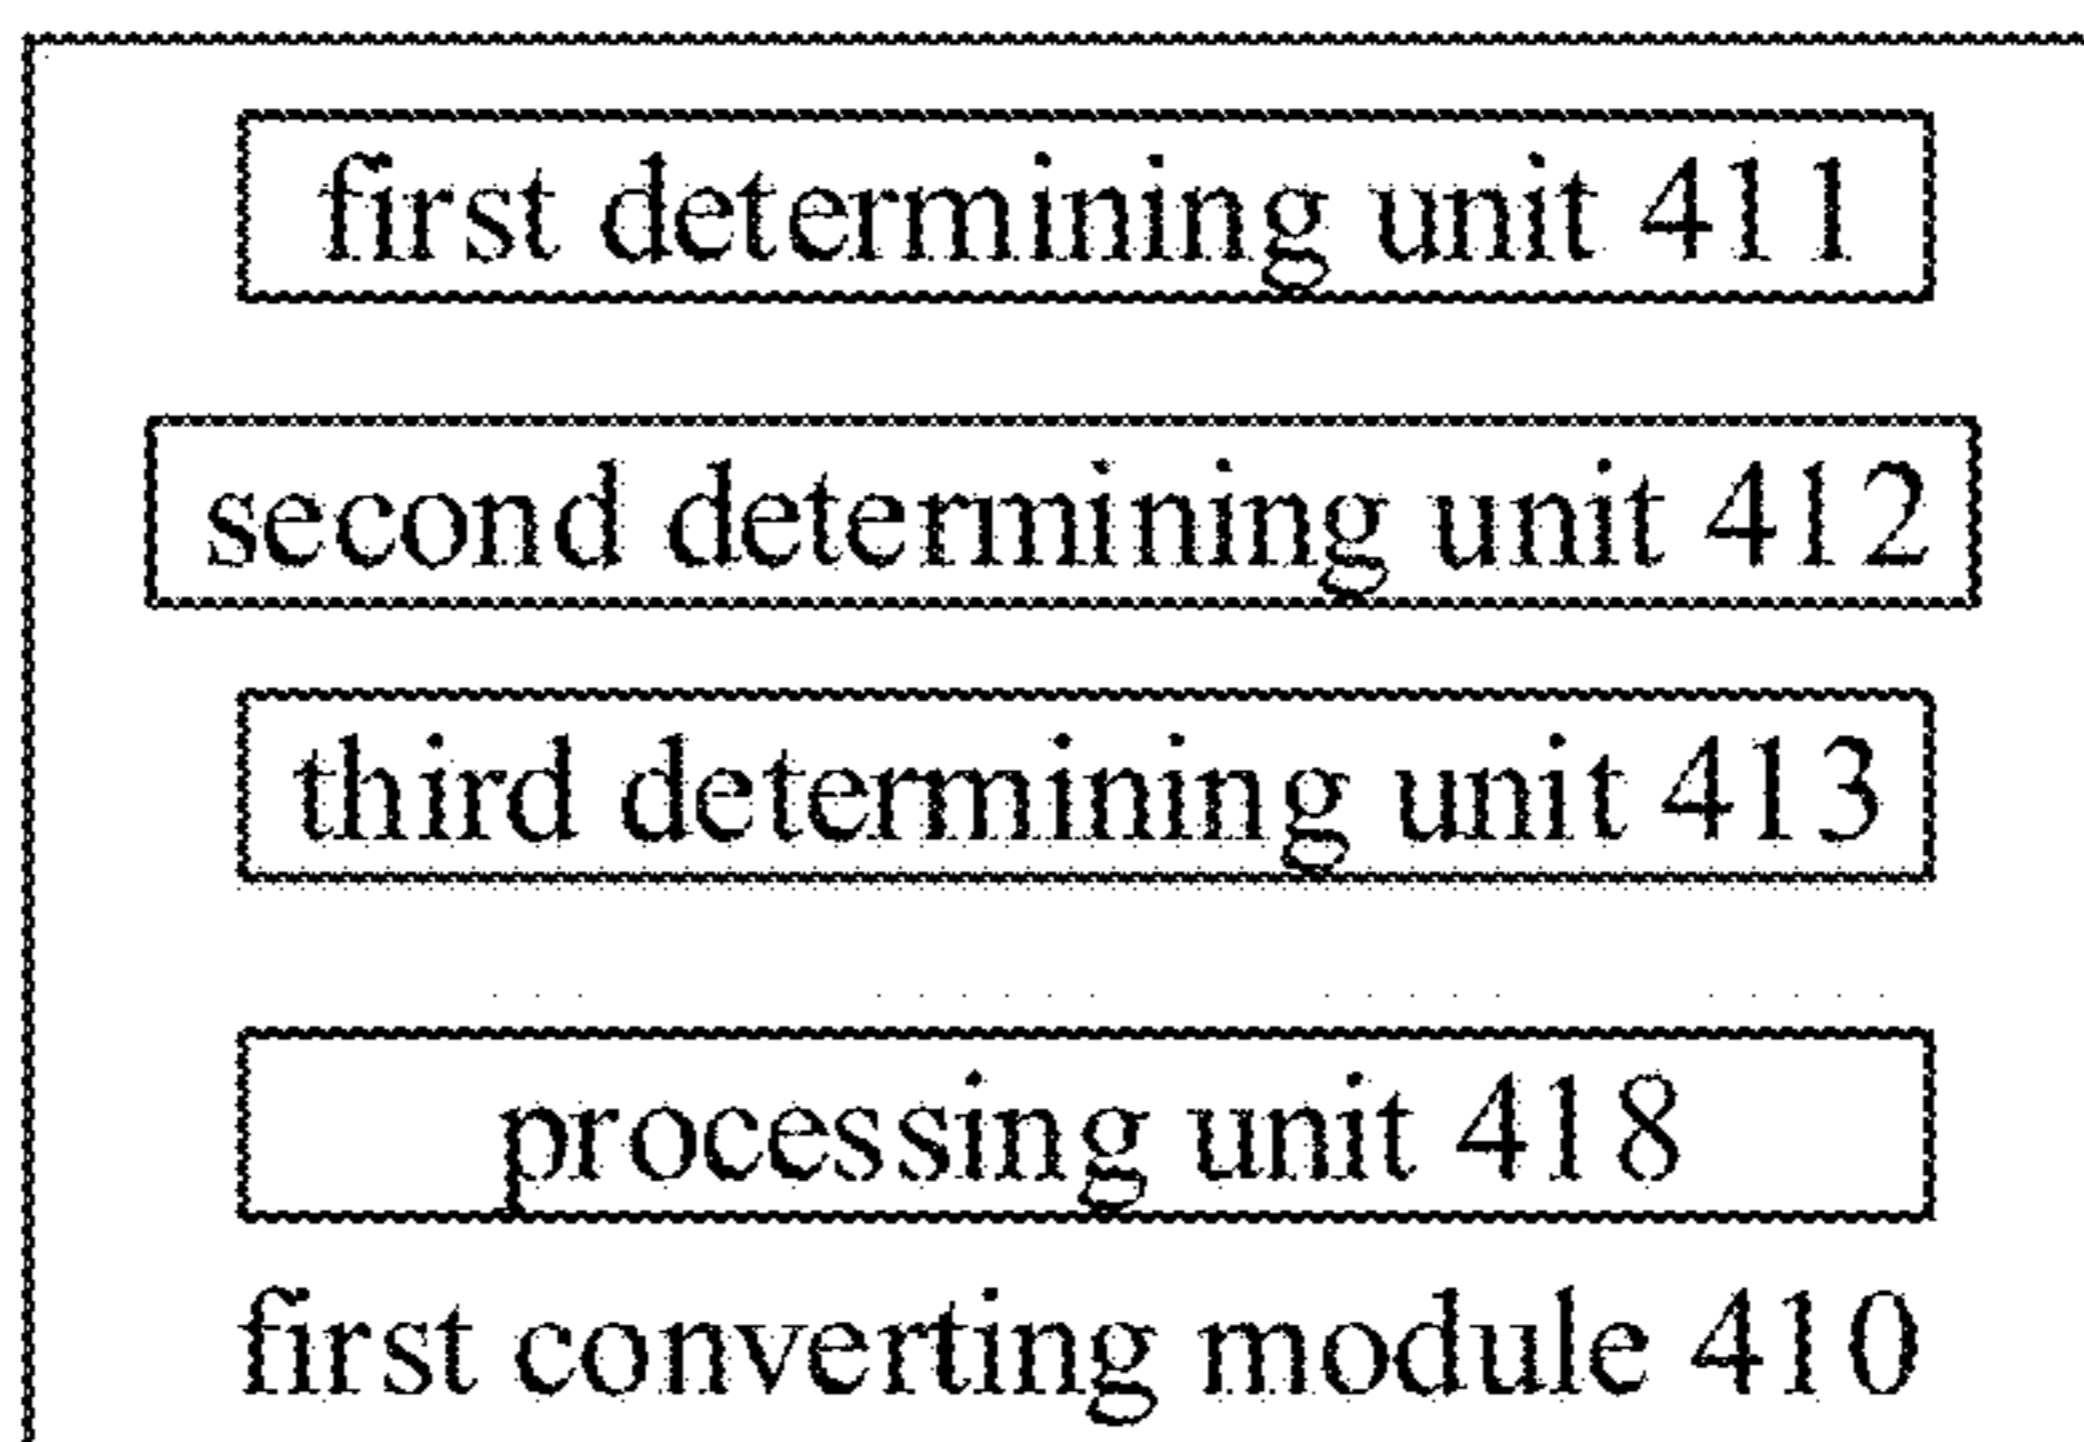 first determining unit 411
second determining unit 412
third determining unit 413
processing unit 418
first converting module 410